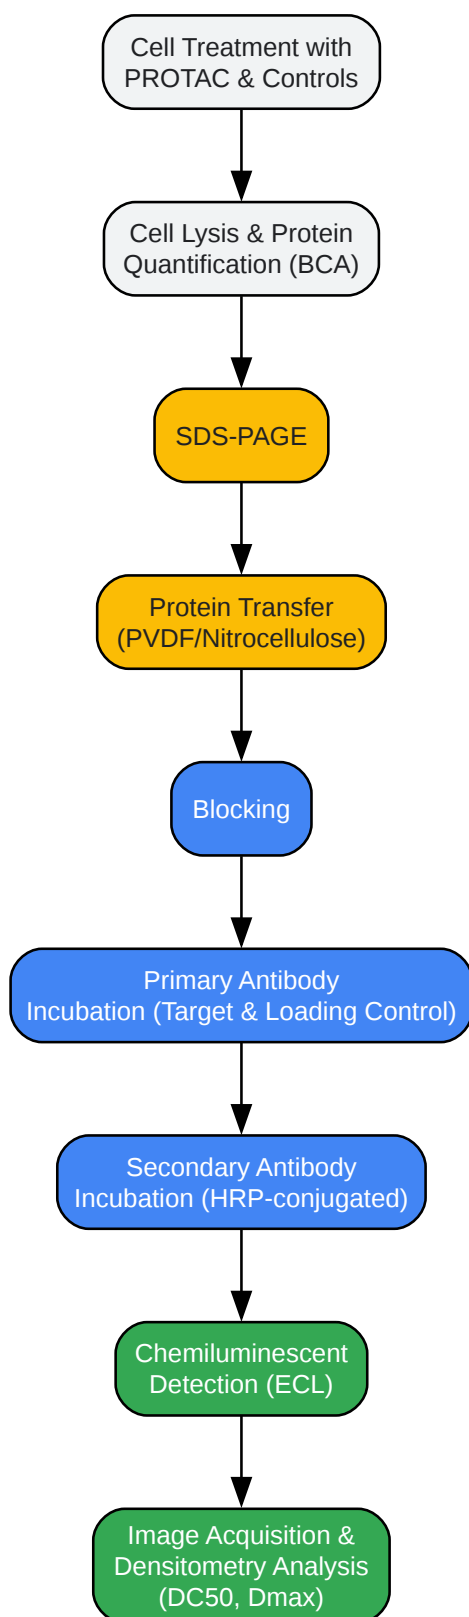 Cell Treatment with
PROTAC & Controls
Cell Lysis & Protein
Quantification (BCA)
SDS-PAGE
Protein Transfer
(PVDF/Nitrocellulose)
Blocking
Primary Antibody
Incubation (Target & Loading Control)
Secondary Antibody
Incubation (HRP-conjugated)
Chemiluminescent
Detection (ECL)
Image Acquisition &
Densitometry Analysis
(DC50, Dmax)